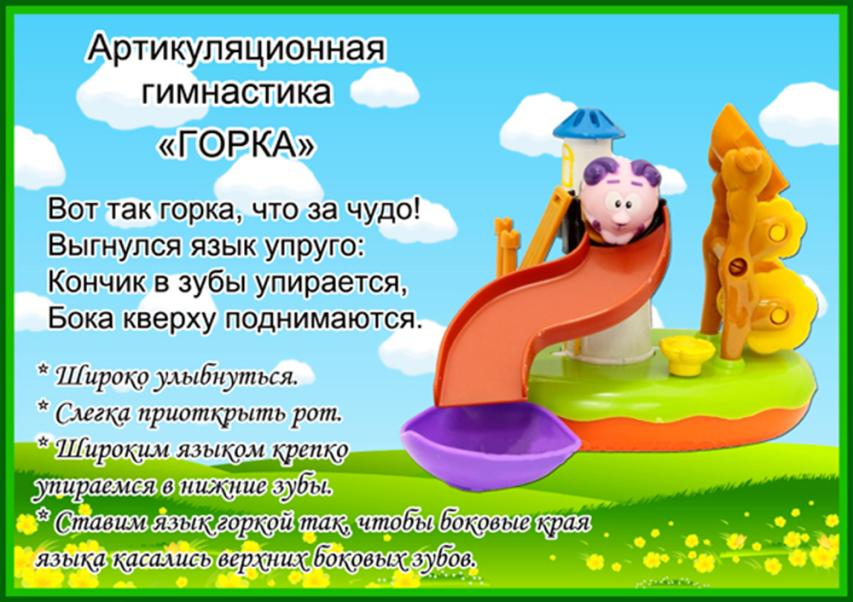 Артикуляционная
гимнастика
«ГОРКА»
Вот так горка, что за чудо!
Выгнулся язык упруго:
Кончик в зубы упирается,
Бока кверху поднимаются.
* Широко улыбнуться.
* Слегка приоткрыть рот.
* Широким языком крепко
упираемся в нижние зубы.
* Ставим язык горкой так, чтобы боковые края
языка касались верхних боковых зубов.